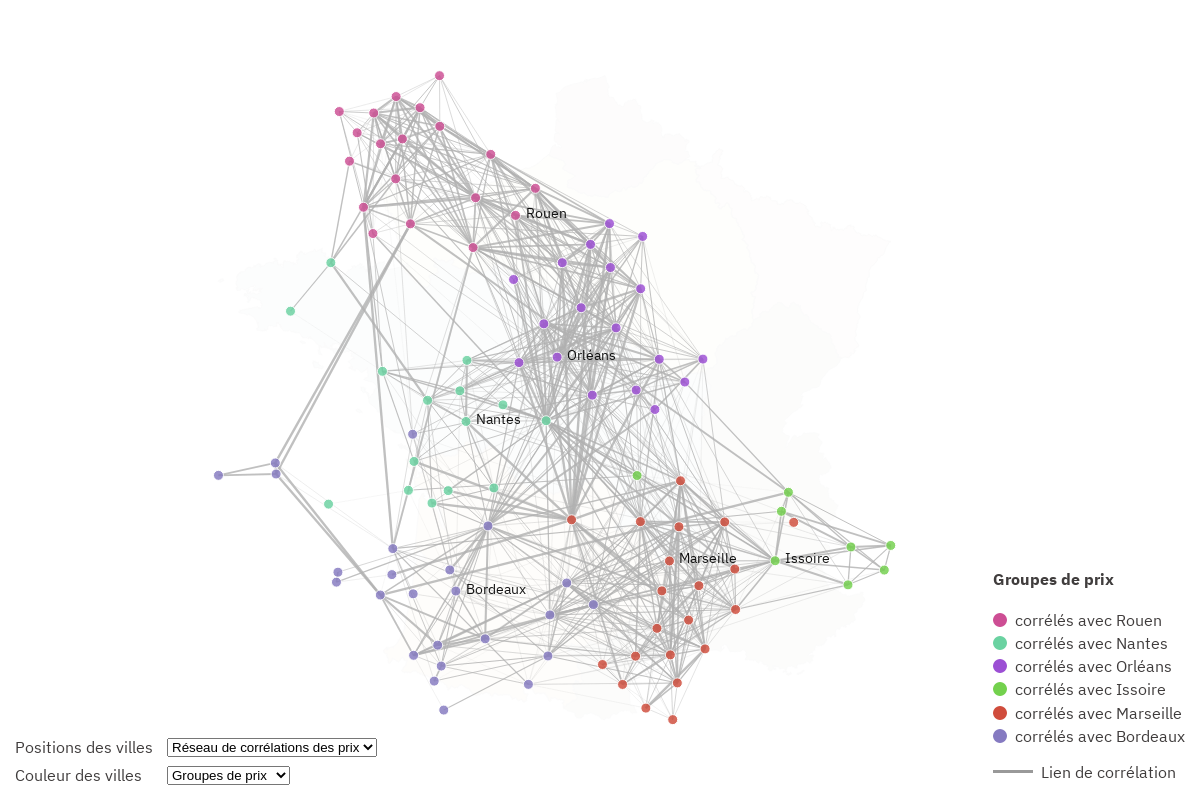 Rouen
Orléans
Nantes
Marseille
Issoire
Bordeaux
Groupes de prix
corrélés avec Rouen
corrélés avec Nantes
corrélés avec Orléans
corrélés avec Issoire
corrélés avec Marseille
corrélés avec Bordeaux
Lien de corrélation
Positions des villes Réseau de corrélations des prix
Couleur des villes Groupes de prix